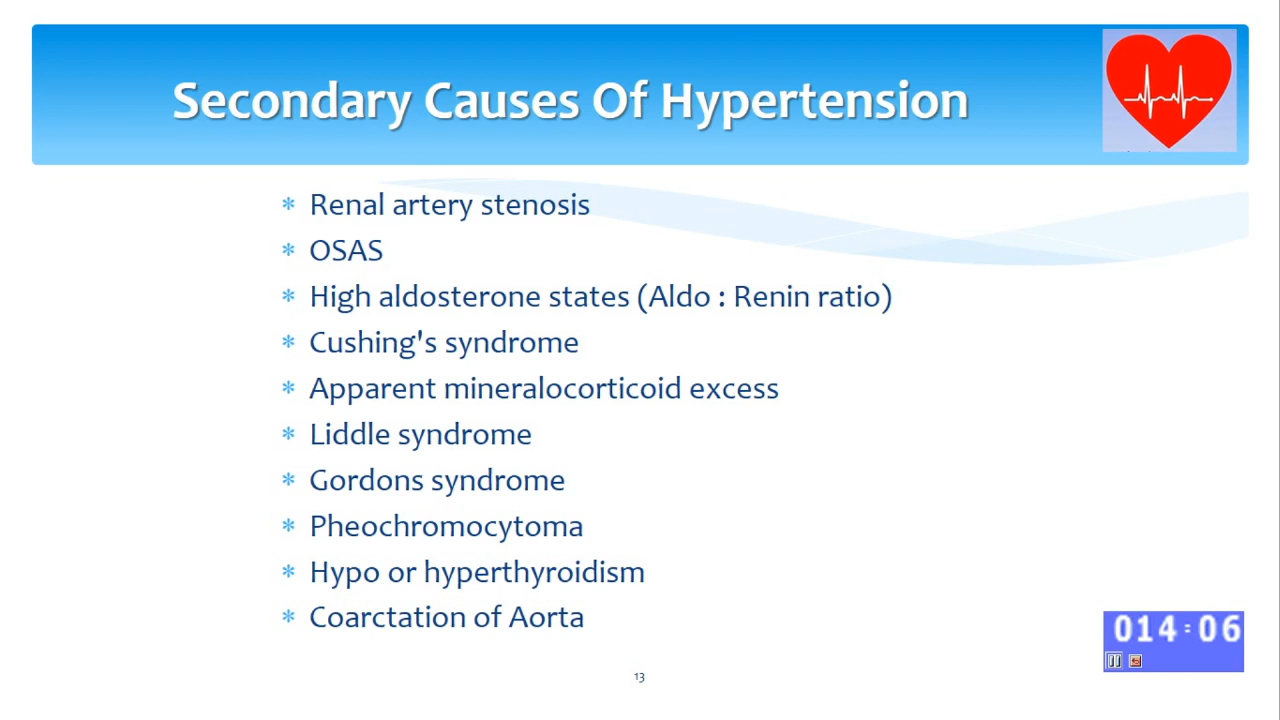 Secondary Causes Of Hypertension
* Renal artery stenosis
* OSAS
* High aldosterone states (Aldo : Renin ratio)
* Cushing's syndrome
* Apparent mineralocorticoid excess
* Liddle syndrome
* Gordons syndrome
* Pheochromocytoma
* Hypo or hyperthyroidism
* Coarctation of Aorta
014:06
13